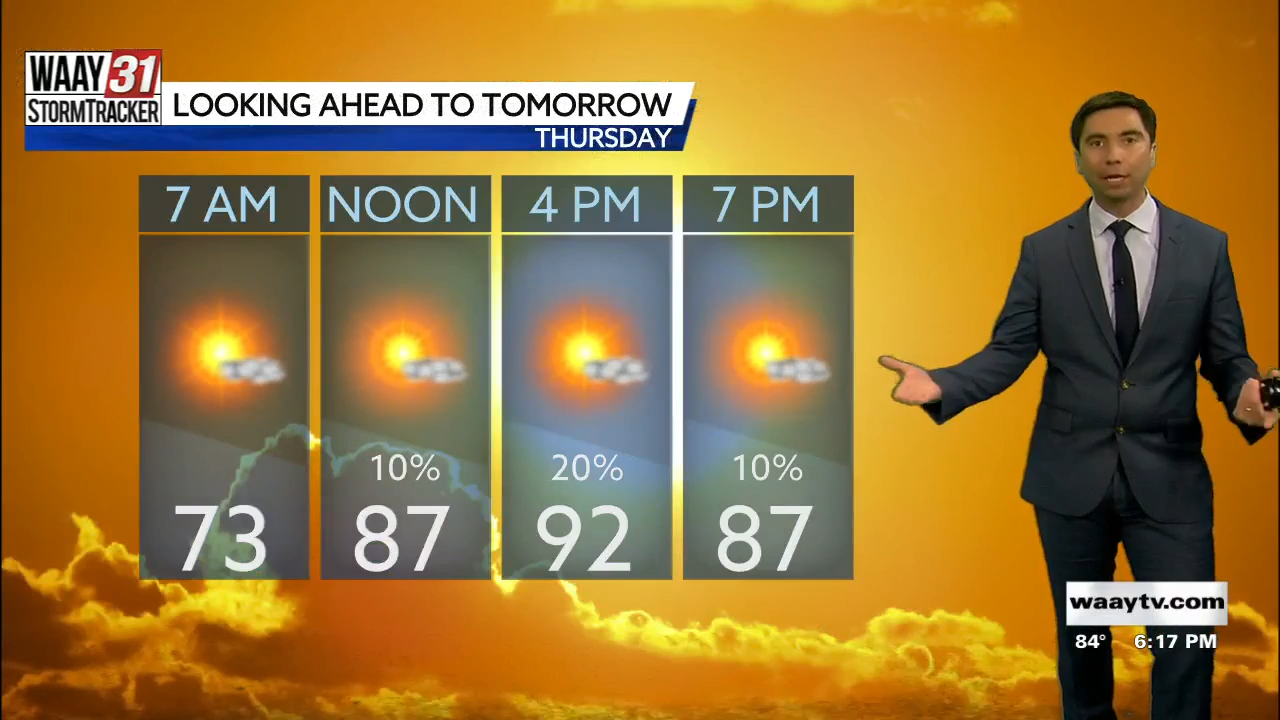 WAAY 31
STORMTRACKER
LOOKING AHEAD TO TOMORROW
THURSDAY
7 AM
NOON
4 PM
7 PM
10%
20%
10%
73
87
92
87
waaytv.com
84° 6:17 PM